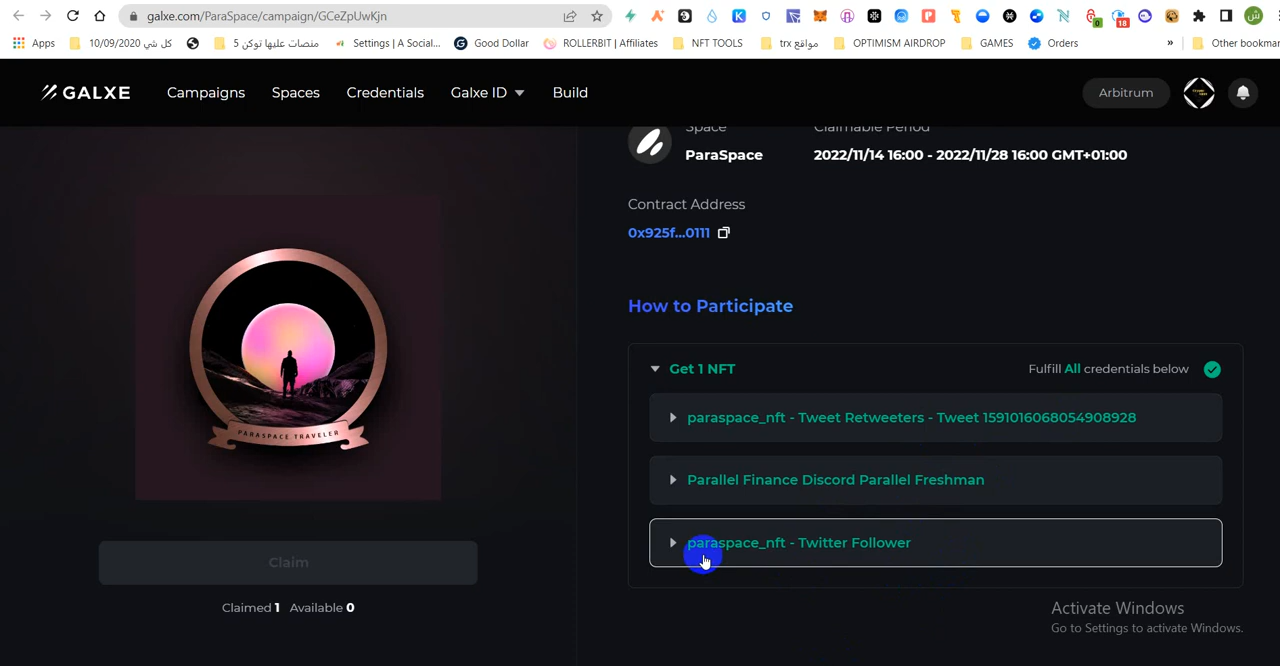 galxe.com/ParaSpace/campaign/GCeZpUwKjn
0
18
ش
Apps
كل شي 10/09/2020
منصات عليها توكن 5
Settings | A Social...
Good Dollar
ROLLERBIT | Affiliates
NFT TOOLS
مواقع trx
OPTIMISM AIRDROP
GAMES
Orders
»
Other bookmar
GALXE
Campaigns
Spaces
Credentials
Galxe ID
Build
Arbitrum
Space
Claimable Period
ParaSpace
2022/11/14 16:00 - 2022/11/28 16:00 GMT+01:00
Contract Address
0x925f...0111
How to Participate
Get 1 NFT
Fulfill All credentials below
paraspace_nft - Tweet Retweeters - Tweet 1591016068054908928
Parallel Finance Discord Parallel Freshman
paraspace_nft - Twitter Follower
PARASPACE TRAVELER
Claim
Claimed 1 Available 0
Activate Windows
Go to Settings to activate Windows.